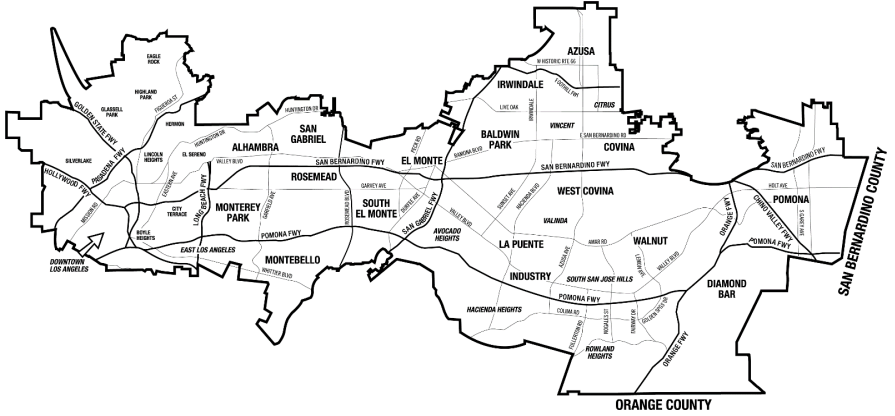 EAGLE
ROCK
HIGHLAND
PARK
GLASSELL
PARK
GOLDEN STATE FWY
FIGUEROA ST
HERMON
PASADENA FWY
SILVERLAKE
HOLLYWOOD FWY
LINCOLN
HEIGHTS
EL SERENO
HUNTINGTON DR
HUNTINGTON DR
ALHAMBRA
SAN
GABRIEL
VALLEY BLVD
EASTERN AVE
LONG BEACH FWY
SAN BERNARDINO FWY
ROSEMEAD
MISSION RD
CITY
TERRACE
MONTEREY
PARK
GARFIELD AVE
GARVEY AVE
ROSEMEAD BLVD
BOYLE
HEIGHTS
EAST LOS ANGELES
POMONA FWY
DOWNTOWN
LOS ANGELES
MONTEBELLO
WHITTIER BLVD
EL MONTE
PECK RD
SOUTH
EL MONTE
DURFEE AVE
SAN GABRIEL FWY
VALLEY BLVD
AVOCADO
HEIGHTS
AZUSA
W HISTORIC RTE 66
IRWINDALE
FOOTHILL FWY
LIVE OAK
IRWINDALE
CITRUS
BALDWIN
PARK
VINCENT
E SAN BERNARDINO RD
RAMONA BLVD
COVINA
SAN BERNARDINO FWY
WEST COVINA
SUNSET AVE
HACIENDA BLVD
VALINDA
LA PUENTE
AZUSA AVE
AMAR RD
WALNUT
LEMON AVE
VALLEY BLVD
INDUSTRY
SOUTH SAN JOSE HILLS
POMONA FWY
HACIENDA HEIGHTS
COLIMA RD
FULLERTON RD
NOGALES ST
FAIRWAY DR
GOLDEN SPGS DR
ROWLAND
HEIGHTS
ORANGE FWY
DIAMOND
BAR
ORANGE FWY
CHINO VALLEY FWY
POMONA FWY
SAN BERNARDINO FWY
HOLT AVE
POMONA
S GAREY AVE
SAN BERNARDINO COUNTY
ORANGE COUNTY